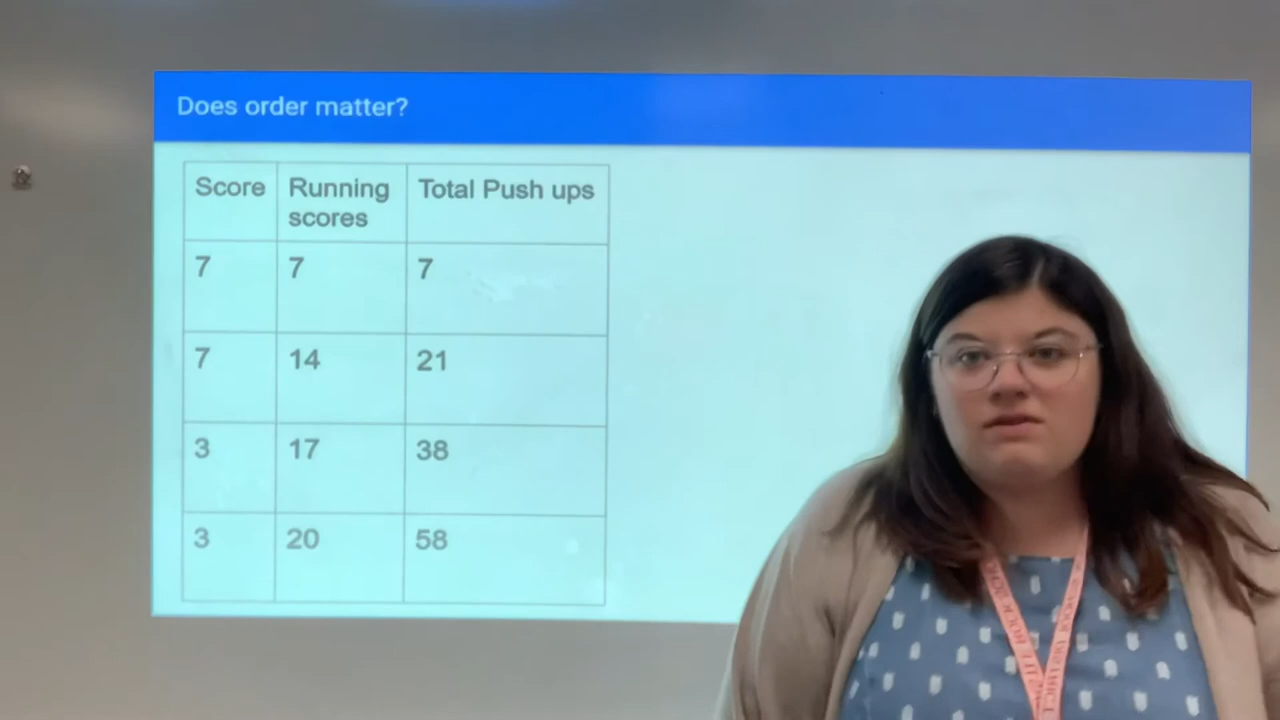 Does order matter?
Score Running scores Total Push ups
7 7 7
7 14 21
3 17 38
3 20 58